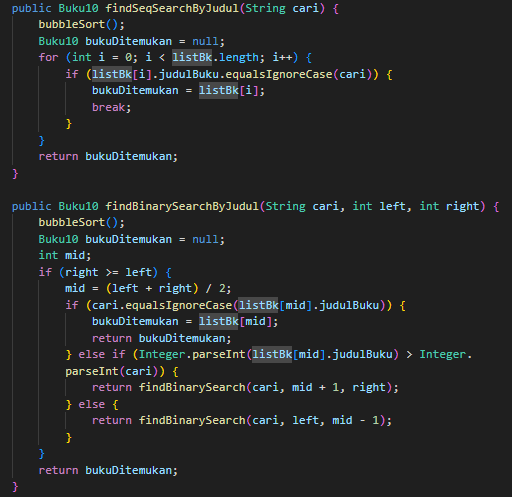 public Buku10 findSeqSearchByJudul(String cari) {
    bubbleSort();
    Buku10 bukuDitemukan = null;
    for (int i = 0; i < listBk.length; i++) {
        if (listBk[i].judulBuku.equalsIgnoreCase(cari)) {
            bukuDitemukan = listBk[i];
            break;
        }
    }
    return bukuDitemukan;
}

public Buku10 findBinarySearchByJudul(String cari, int left, int right) {
    bubbleSort();
    Buku10 bukuDitemukan = null;
    int mid;
    if (right >= left) {
        mid = (left + right) / 2;
        if (cari.equalsIgnoreCase(listBk[mid].judulBuku)) {
            bukuDitemukan = listBk[mid];
            return bukuDitemukan;
        } else if (Integer.parseInt(listBk[mid].judulBuku) > Integer.
        parseInt(cari)) {
            return findBinarySearch(cari, mid + 1, right);
        } else {
            return findBinarySearch(cari, left, mid - 1);
        }
    }
    return bukuDitemukan;
}